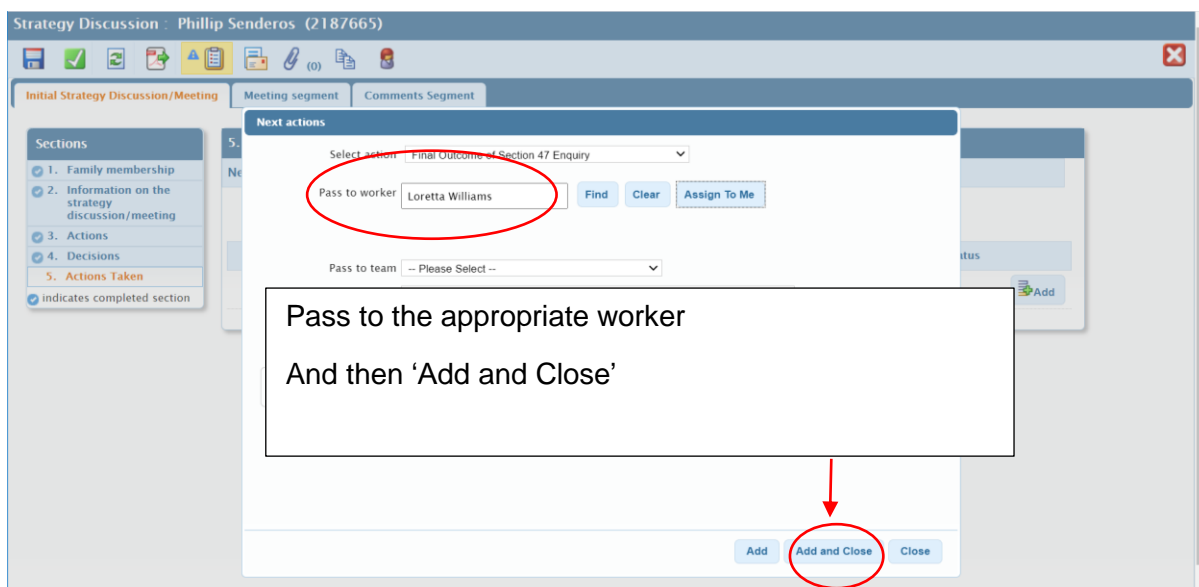 Strategy Discussion : Phillip Senderos (2187665)
(0)
Initial Strategy Discussion/Meeting Meeting segment Comments Segment
Next actions
Sections
5.
Select action Final Outcome of Section 47 Enquiry
1. Family membership
Ne
2. Information on the
strategy
discussion/meeting
Pass to worker Loretta Williams Find Clear Assign To Me
3. Actions
4. Decisions
5. Actions Taken
indicates completed section
Pass to team -- Please Select --
tus
Add
Pass to the appropriate worker
And then ‘Add and Close’
Add Add and Close Close